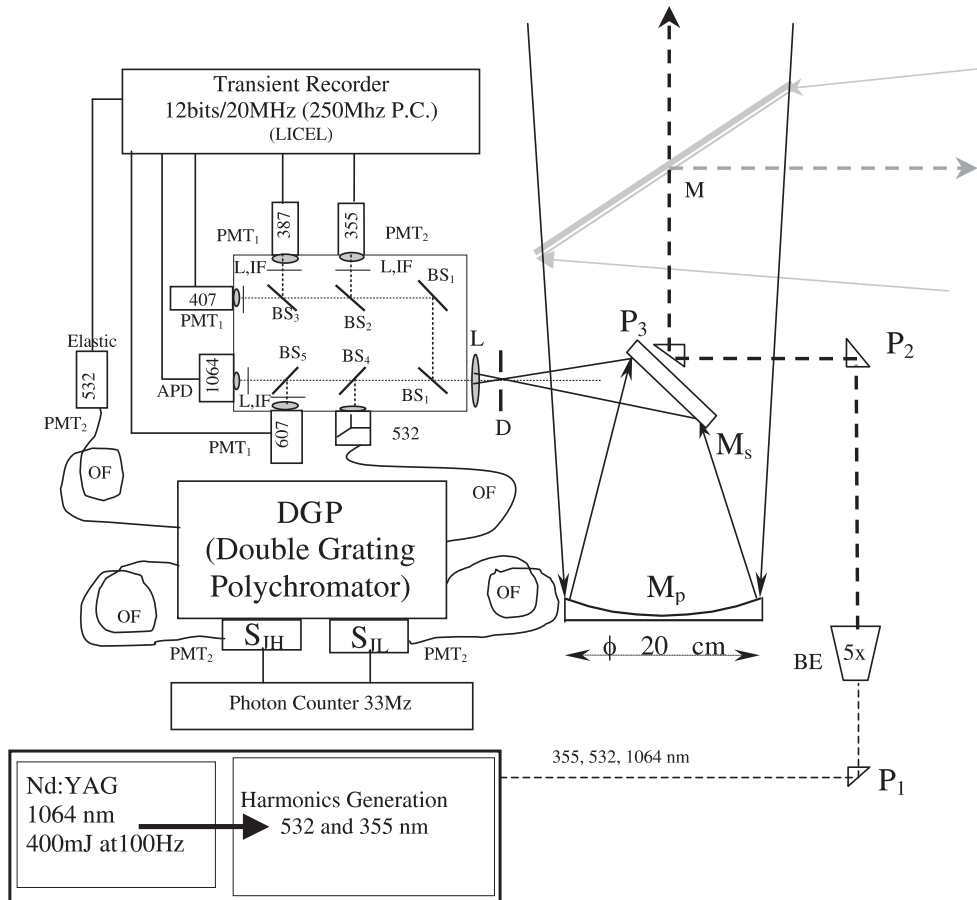 Transient Recorder
12bits/20MHz (250Mhz P.C.)
(LICEL)
M
PMT₁
387
355
PMT₂
L,IF
L,IF
BS₁
407
PMT₁
BS₃
BS₂
Elastic
532
PMT₂
1064
APD
BS₅
BS₄
BS₁
L
D
L,IF
PMT₁
607
532
P₃
P₂
Mₛ
OF
OF
DGP
(Double Grating
Polychromator)
Mₚ
ϕ 20 cm
OF
OF
S_JH
S_JL
PMT₂
PMT₂
BE
5x
Photon Counter 33Mz
355, 532, 1064 nm
P₁
Nd:YAG
1064 nm
400mJ at100Hz
Harmonics Generation
532 and 355 nm